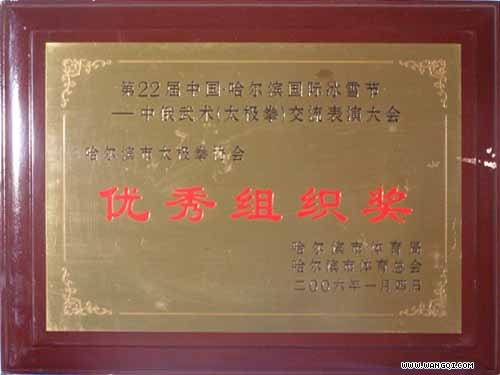 第22届中国·哈尔滨国际冰雪节
—中俄武术(太极拳)交流表演大会
哈尔滨市太极拳协会
优秀组织奖
哈尔滨市体育局
哈尔滨市体育总会
二00六年一月四日
WWW.WANGQI.COM